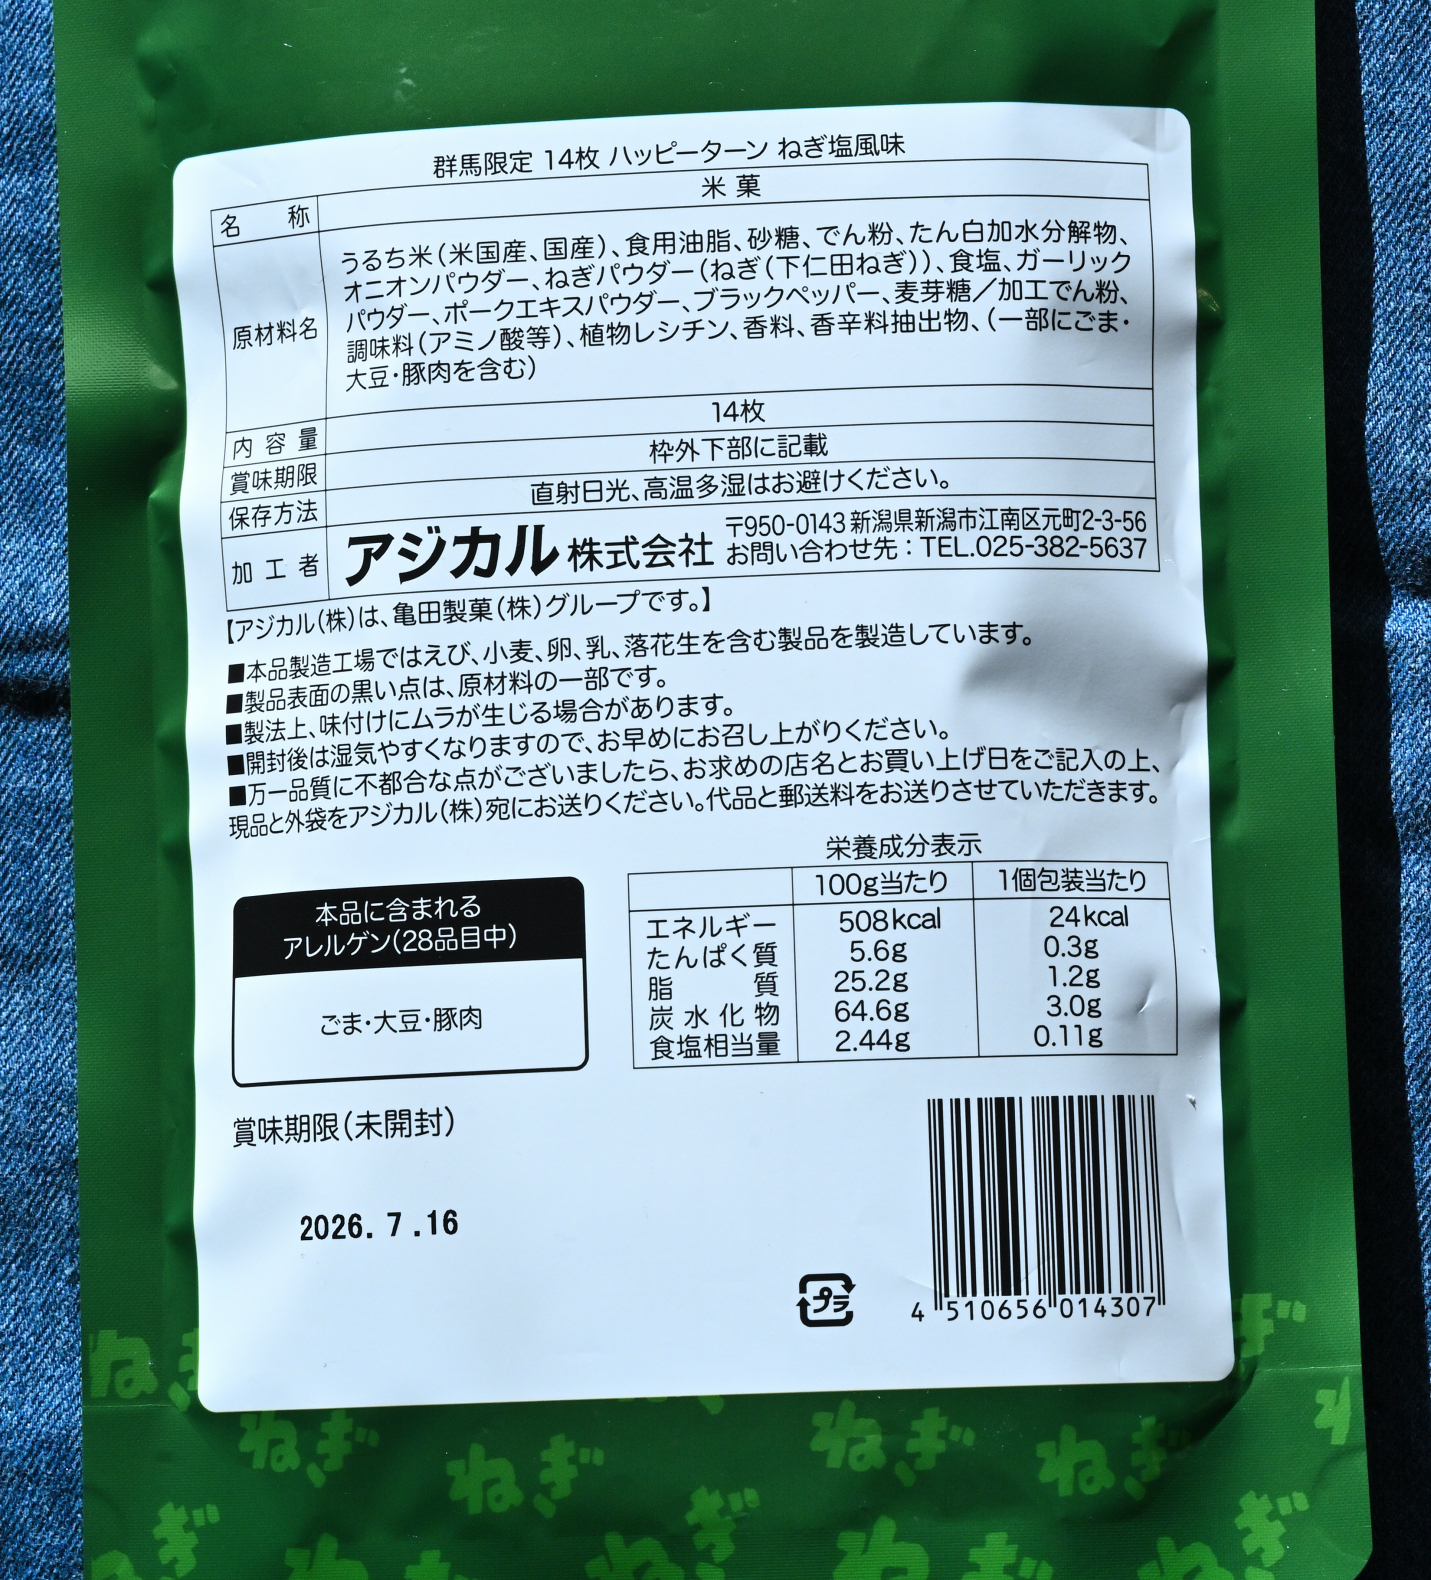 群馬限定 14枚 ハッピーターン ねぎ塩風味
名称 米菓
原材料名 うるち米(米国産、国産)、食用油脂、砂糖、でん粉、たん白加水分解物、
オニオンパウダー、ねぎパウダー(ねぎ(下仁田ねぎ))、食塩、ガーリック
パウダー、ポークエキスパウダー、ブラックペッパー、麦芽糖/加工でん粉、
調味料(アミノ酸等)、植物レシチン、香料、香辛料抽出物、(一部にごま・
大豆・豚肉を含む)
内容量 14枚
賞味期限 枠外下部に記載
保存方法 直射日光、高温多湿はお避けください。
加工者 アジカル株式会社 〒950-0143 新潟県新潟市江南区元町2-3-56
お問い合わせ先:TEL.025-382-5637
【アジカル(株)は、亀田製菓(株)グループです。】
■本品製造工場ではえび、小麦、卵、乳、落花生を含む製品を製造しています。
■製品表面の黒い点は、原材料の一部です。
■製法上、味付けにムラが生じる場合があります。
■開封後は湿気やすくなりますので、お早めにお召し上がりください。
■万一品質に不都合な点がございましたら、お求めの店名とお買い上げ日をご記入の上、
現品と外袋をアジカル(株)宛にお送りください。代品と郵送料をお送りさせていただきます。
本品に含まれる
アレルゲン(28品目中)
ごま・大豆・豚肉
栄養成分表示
100g当たり 1個包装当たり
エネルギー 508kcal 24kcal
たんぱく質 5.6g 0.3g
脂質 25.2g 1.2g
炭水化物 64.6g 3.0g
食塩相当量 2.44g 0.11g
賞味期限(未開封)
2026.7.16
プラ
4 510656 014307
ねぎ
ねぎ
ねぎ
ねぎ
ねぎ
ねぎ
ねぎ